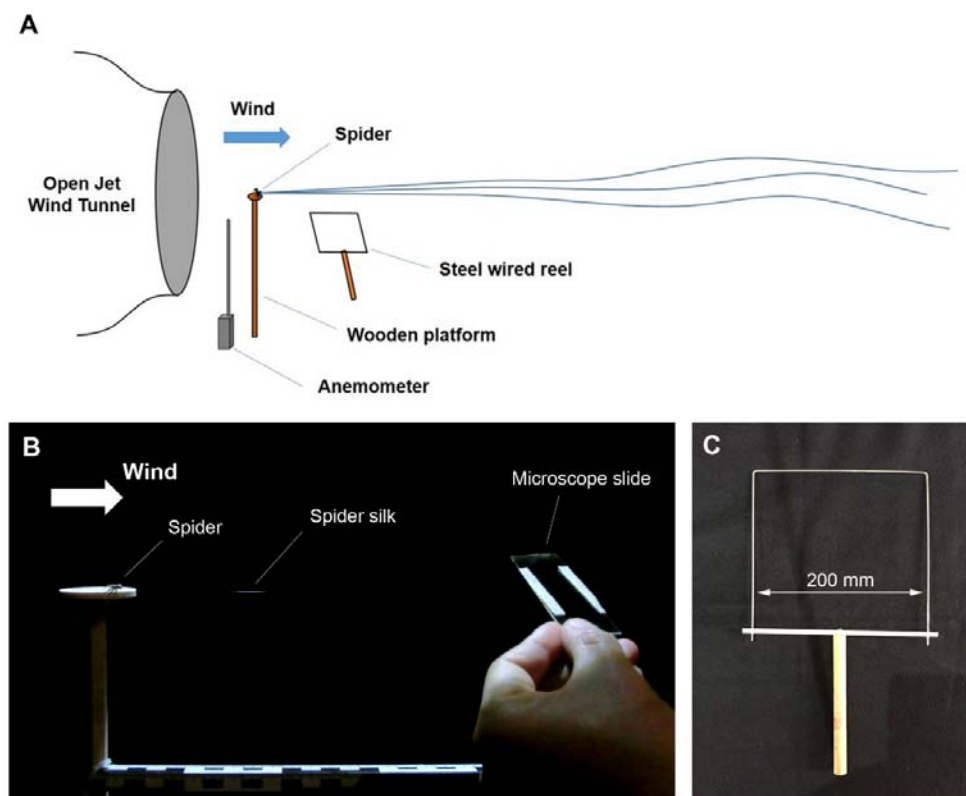 A
Wind
Spider
Open Jet
Wind Tunnel
Steel wired reel
Wooden platform
Anemometer
B
Wind
Spider
Spider silk
Microscope slide
C
200 mm